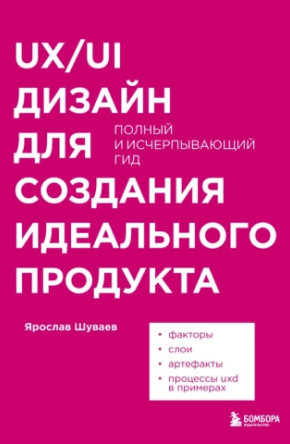 UX/UI
ДИЗАЙН
ДЛЯ
ПОЛНЫЙ
И ИСЧЕРПЫВАЮЩИЙ
ГИД
СОЗДАНИЯ
ИДЕАЛЬНОГО
ПРОДУКТА
Ярослав Шуваев
• факторы
• слои
• артефакты
• процессы uxd
в примерах
БОМБОРА
ИЗДАТЕЛЬСТВО